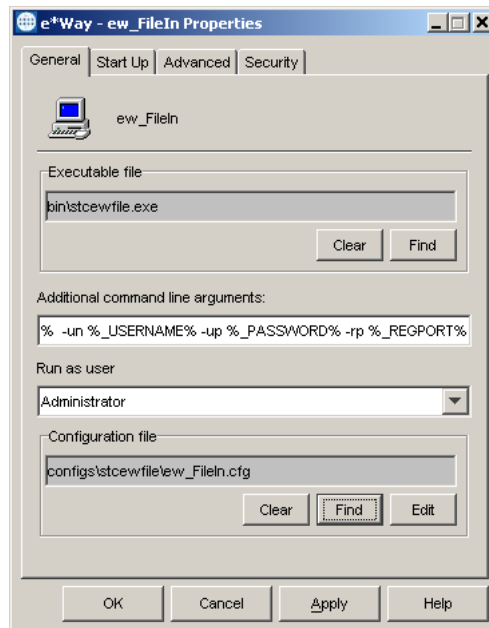 e*Way - ew_FileIn Properties
General Start Up Advanced Security
ew_FileIn
Executable file
bin\stcewfile.exe
Clear Find
Additional command line arguments:
% -un %_USERNAME% -up %_PASSWORD% -rp %_REGPORT%
Run as user
Administrator
Configuration file
configs\stcewfile\ew_FileIn.cfg
Clear Find Edit
OK Cancel Apply Help